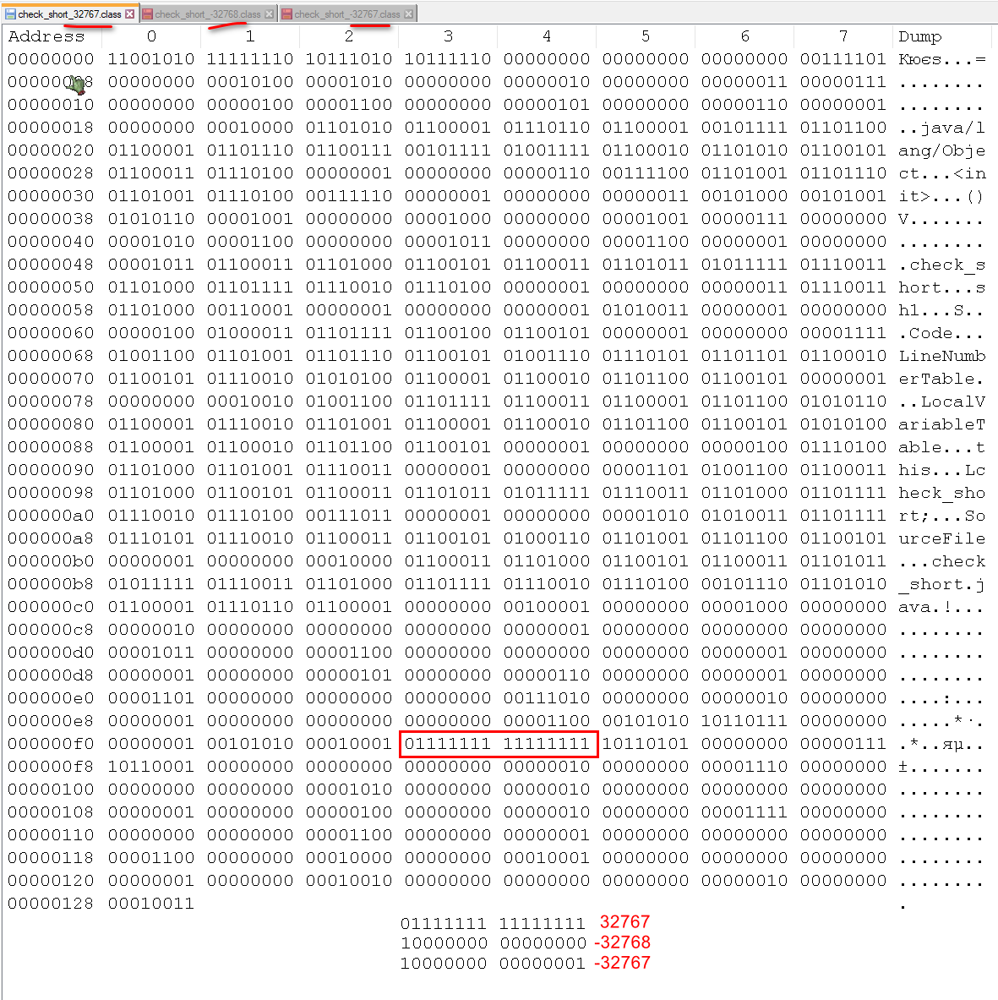 check_short_32767.class check_short_-32768.class check_short_-32767.class
Address 0 1 2 3 4 5 6 7 Dump
00000000 11001010 11111110 10111010 10111110 00000000 00000000 00000000 00111101 Кюєѕ...=
00000008 00000000 00010100 00001010 00000000 00000010 00000000 00000011 00000111 ........
00000010 00000000 00000100 00001100 00000000 00000101 00000000 00000110 00000001 ........
00000018 00000000 00010000 01101010 01100001 01110110 01100001 00101111 01101100 ..java/l
00000020 01100001 01101110 01100111 00101111 01001111 01100010 01101010 01100101 ang/Obje
00000028 01100011 01110100 00000001 00000000 00000110 00111100 01101001 01101110 ct...<in
00000030 01101001 01110100 00111110 00000001 00000000 00000011 00101000 00101001 it>...()
00000038 01010110 00001001 00000000 00001000 00000000 00001001 00000111 00000000 V.......
00000040 00001010 00001100 00000000 00001011 00000000 00001100 00000001 00000000 ........
00000048 00001011 01100011 01101000 01100101 01100011 01101011 01011111 01110011 .check_s
00000050 01101000 01101111 01110010 01110100 00000001 00000000 00000011 01110011 hort...s
00000058 01101000 00110001 00000001 00000000 00000001 01010011 00000001 00000000 h1...S..
00000060 00000100 01000011 01101111 01100100 01100101 00000001 00000000 00001111 .Code...
00000068 01001100 01101001 01101110 01100101 01001110 01110101 01101101 01100010 LineNumb
00000070 01100101 01110010 01010100 01100001 01100010 01101100 01100101 00000001 erTable.
00000078 00000000 00010010 01001100 01101111 01100011 01100001 01101100 01010110 ..LocalV
00000080 01100001 01110010 01101001 01100001 01100010 01101100 01100101 01010100 ariableT
00000088 01100001 01100010 01101100 01100101 00000001 00000000 00000100 01110100 able...t
00000090 01101000 01101001 01110011 00000001 00000000 00001101 01001100 01100011 his...Lc
00000098 01101000 01100101 01100011 01101011 01011111 01110011 01101000 01101111 heck_sho
000000a0 01110010 01110100 00111011 00000001 00000000 00001010 01010011 01101111 rt;...So
000000a8 01110101 01110010 01100011 01100101 01000110 01101001 01101100 01100101 urceFile
000000b0 00000001 00000000 00010000 01100011 01101000 01100101 01100011 01101011 ...check
000000b8 01011111 01110011 01101000 01101111 01110010 01110100 00101110 01101010 _short.j
000000c0 01100001 01110110 01100001 00000000 00100001 00000000 00001000 00000000 ava.!...
000000c8 00000010 00000000 00000000 00000000 00000001 00000000 00000000 00000000 ........
000000d0 00001011 00000000 00001100 00000000 00000000 00000000 00000001 00000000 ........
000000d8 00000001 00000000 00000101 00000000 00000110 00000000 00000001 00000000 ........
000000e0 00001101 00000000 00000000 00000000 00111010 00000000 00000010 00000000 ....:...
000000e8 00000001 00000000 00000000 00000000 00001100 00101010 10110111 00000000 .....*·.
000000f0 00000001 00101010 00010001 01111111 11111111 10110101 00000000 00000111 .*..яµ..
000000f8 10110001 00000000 00000000 00000000 00000010 00000000 00001110 00000000 ±.......
00000100 00000000 00000000 00001010 00000000 00000010 00000000 00000000 00000000 ........
00000108 00000001 00000000 00000100 00000000 00000010 00000000 00001111 00000000 ........
00000110 00000000 00000000 00001100 00000000 00000001 00000000 00000000 00000000 ........
00000118 00001100 00000000 00010000 00000000 00010001 00000000 00000000 00000000 ........
00000120 00000001 00000000 00010010 00000000 00000000 00000000 00000010 00000000 ........
00000128 00010011 .
01111111 11111111 32767
10000000 00000000 -32768
10000000 00000001 -32767